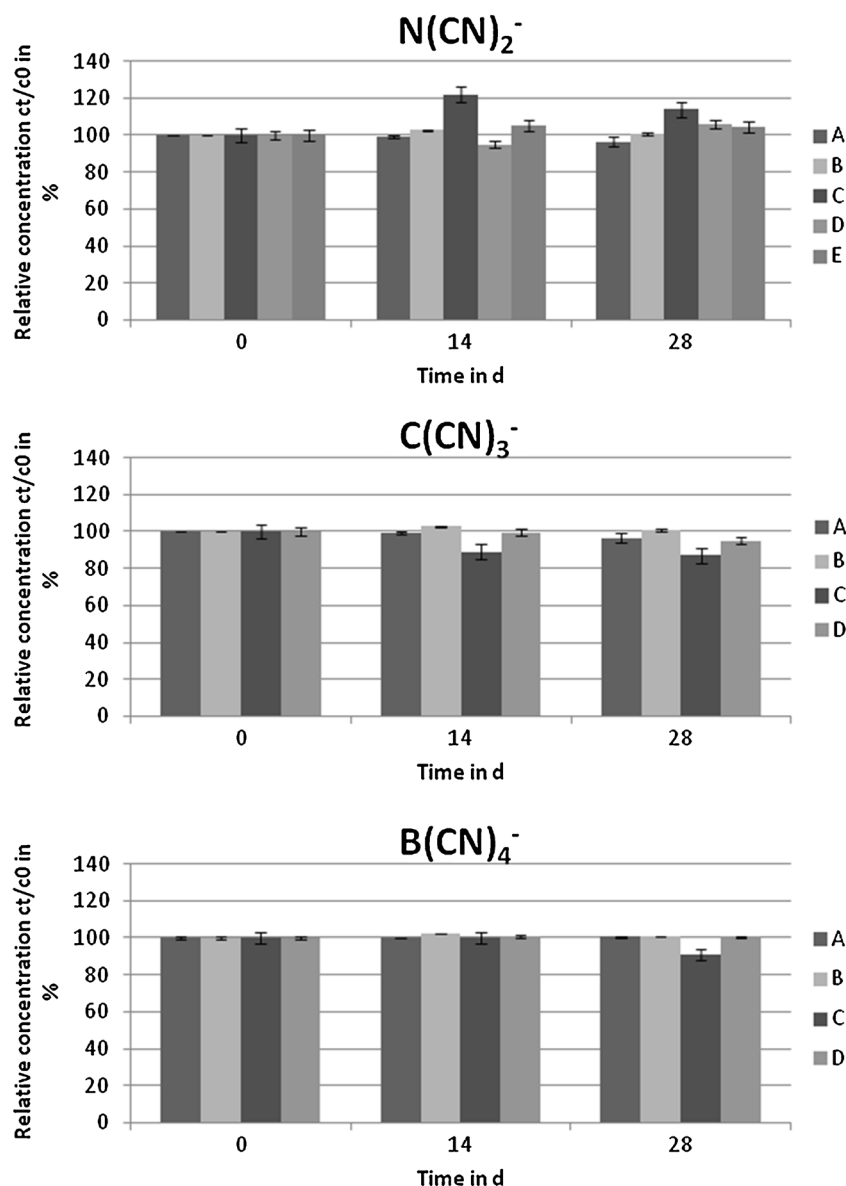 N(CN)₂⁻
Relative concentration ct/c0 in
%
140
120
100
80
60
40
20
0
0 14 28
Time in d
A
B
C
D
E
C(CN)₃⁻
Relative concentration ct/c0 in
%
140
120
100
80
60
40
20
0
0 14 28
Time in d
A
B
C
D
B(CN)₄⁻
Relative concentration ct/c0 in
%
140
120
100
80
60
40
20
0
0 14 28
Time in d
A
B
C
D